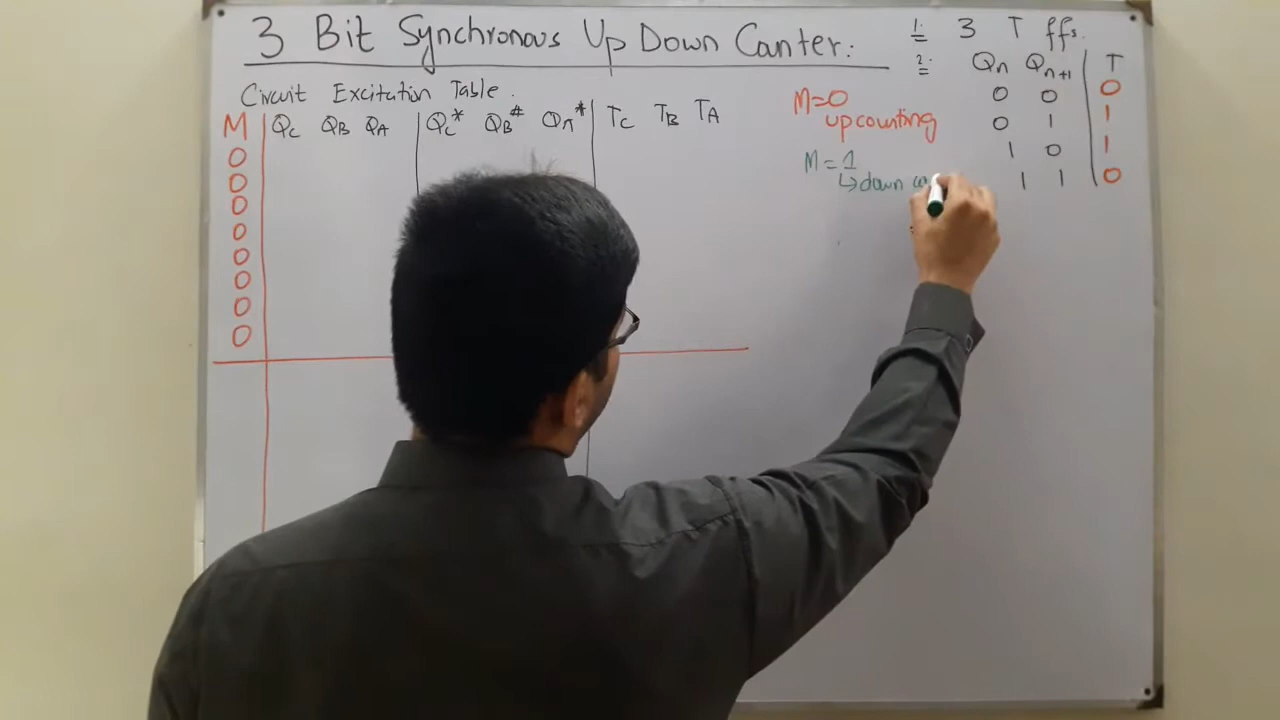 3 Bit Synchronous Up Down Canter:
Circuit Excitation Table.
M QC QB QA QC* QB* QA* TC TB TA
0
0
0
0
0
0
0
0
M=0
upcounting
M=1
↳down
1. 3 T ffs.
2.
Qn Qn+1 T
0 0 0
0 1 1
1 0 1
1 1 0